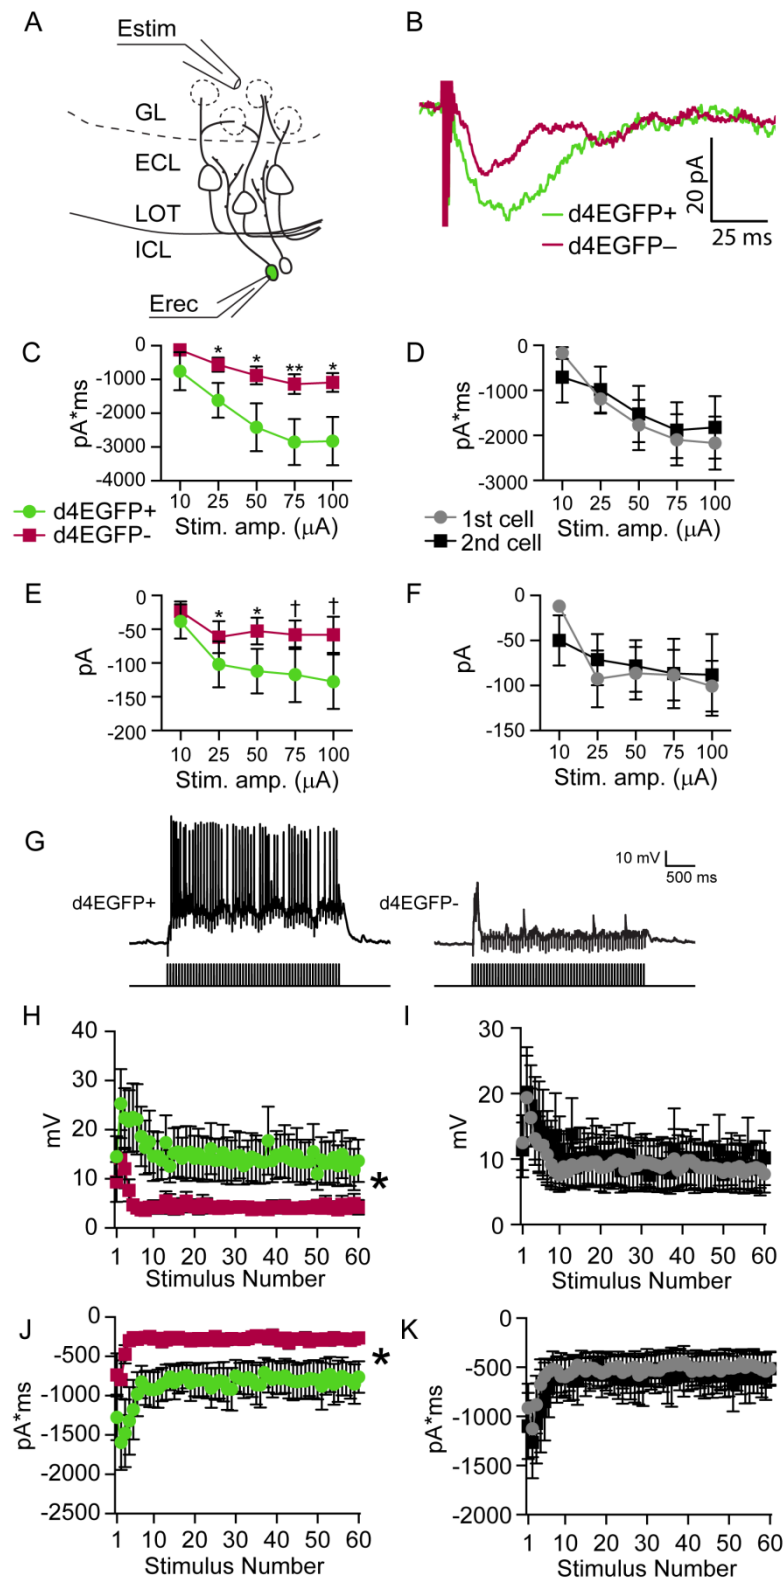 A
Estim
GL
ECL
LOT
ICL
Erec
B
20 pA
25 ms
d4EGFP+
d4EGFP–
C
0
-1000
-2000
-3000
-4000
pA*ms
* * ** *
10 25 50 75 100
Stim. amp. (μA)
d4EGFP+
d4EGFP-
D
0
-1000
-2000
-3000
pA*ms
10 25 50 75 100
Stim. amp. (μA)
1st cell
2nd cell
E
0
-50
-100
-150
-200
pA
* * † †
10 25 50 75 100
Stim. amp. (μA)
F
0
-50
-100
-150
pA
10 25 50 75 100
Stim. amp. (μA)
G
d4EGFP+
d4EGFP-
10 mV
500 ms
H
40
30
20
10
0
mV
*
1 10 20 30 40 50 60
Stimulus Number
I
30
20
10
0
mV
1 10 20 30 40 50 60
Stimulus Number
J
0
-500
-1000
-1500
-2000
-2500
pA*ms
*
1 10 20 30 40 50 60
Stimulus Number
K
0
-500
-1000
-1500
-2000
pA*ms
1 10 20 30 40 50 60
Stimulus Number